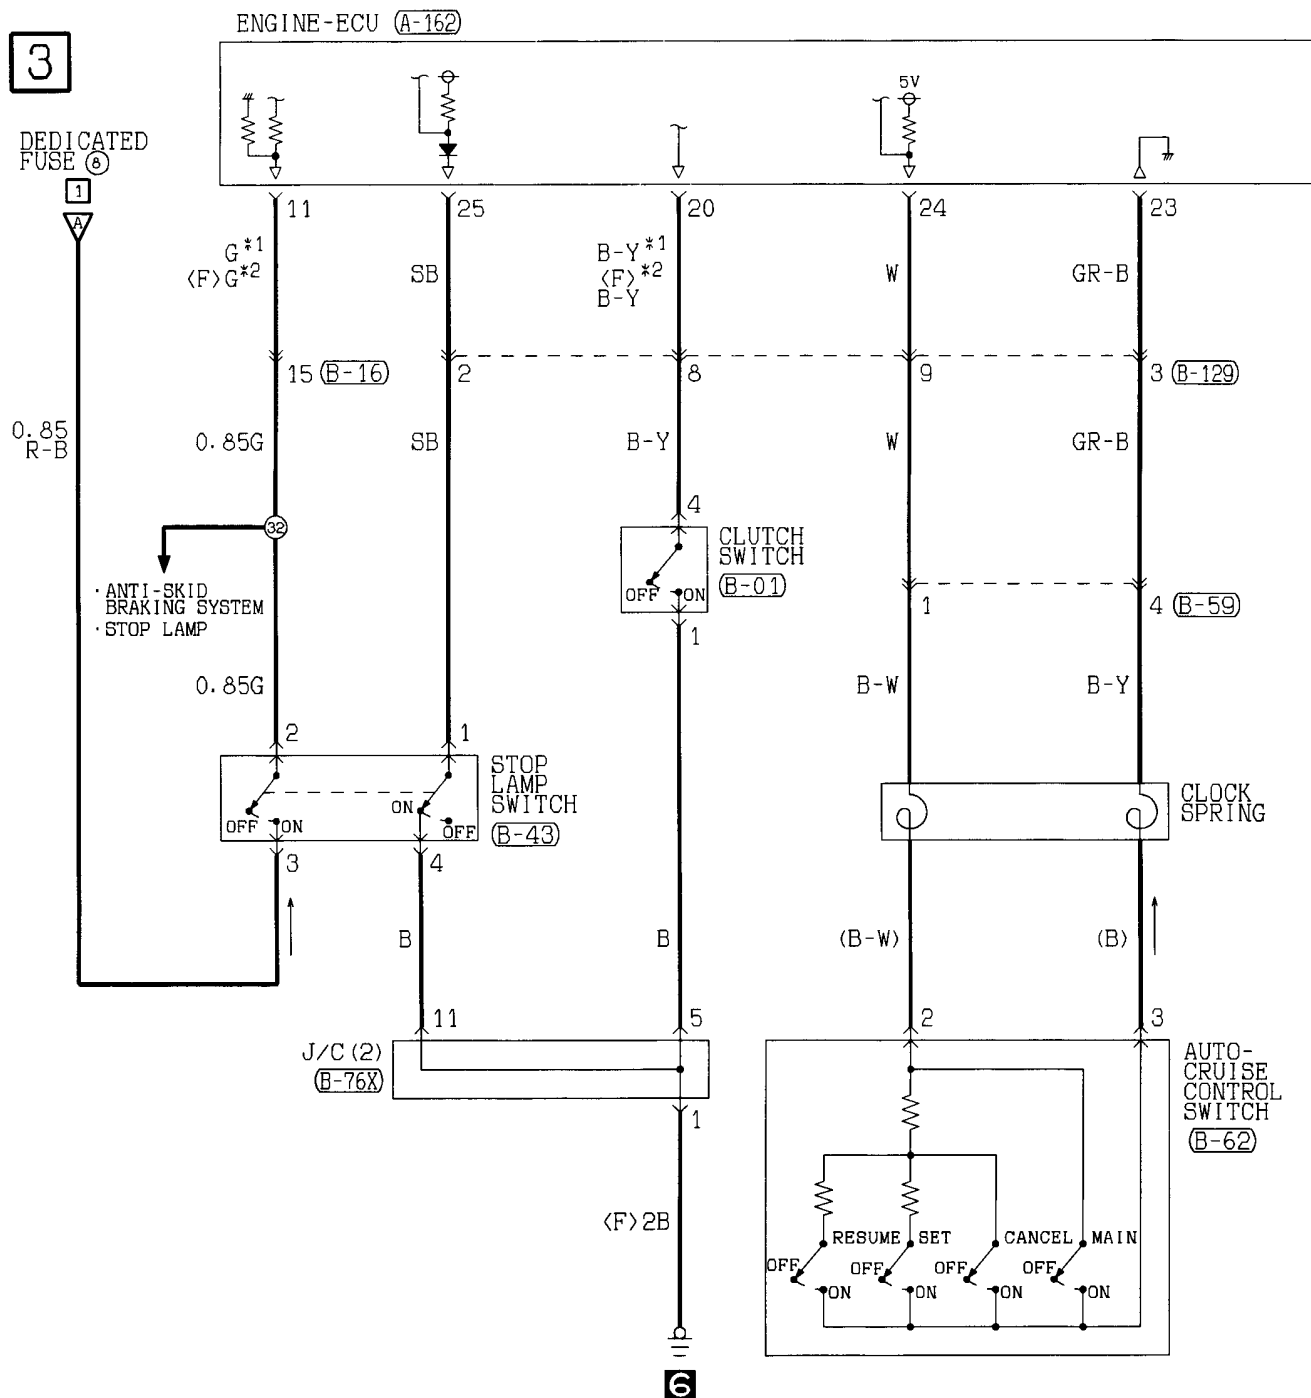 ENGINE-ECU (A-162)
3
5V
DEDICATED
FUSE ⑧
1
A
11
25
20
24
23
G*1
<F>G*2
SB
B-Y*1
<F>*2
B-Y
W
GR-B
15 (B-16)
2
8
9
3 (B-129)
0.85
R-B
0.85G
SB
B-Y
W
GR-B
4
32
CLUTCH
SWITCH
(B-01)
OFF
ON
· ANTI-SKID
BRAKING SYSTEM
· STOP LAMP
1
1
4 (B-59)
0.85G
B-W
B-Y
2
1
STOP
LAMP
SWITCH
(B-43)
OFF
ON
ON
OFF
CLOCK
SPRING
3
4
B
B
(B-W)
(B)
11
5
2
3
J/C(2)
(B-76X)
AUTO-
CRUISE
CONTROL
SWITCH
(B-62)
1
<F>2B
RESUME
SET
CANCEL
MAIN
OFF
OFF
OFF
OFF
ON
ON
ON
ON
6